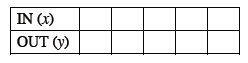 IN (x)
OUT (y)